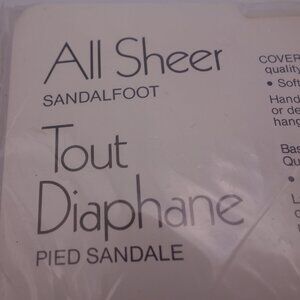 All Sheer
SANDALFOOT
Tout
Diaphane
PIED SANDALE
COVER
quality
• Soft
Hand
or de
hang
Bas
Qu
•
L